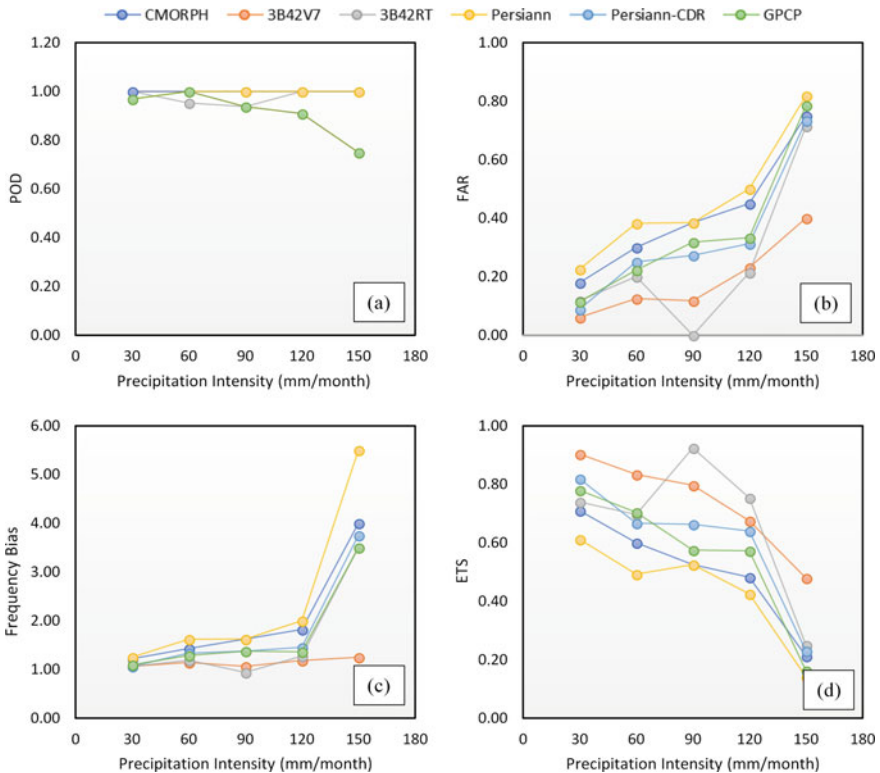 CMORPH 3B42V7 3B42RT Persiann Persiann-CDR GPCP
1.20
1.00
0.80
0.60
0.40
0.20
0.00
POD
(a)
0 30 60 90 120 150 180
Precipitation Intensity (mm/month)
1.00
0.80
0.60
0.40
0.20
0.00
FAR
(b)
0 30 60 90 120 150 180
Precipitation Intensity (mm/month)
6.00
5.00
4.00
3.00
2.00
1.00
0.00
Frequency Bias
(c)
0 30 60 90 120 150 180
Precipitation Intensity (mm/month)
1.00
0.80
0.60
0.40
0.20
0.00
ETS
(d)
0 30 60 90 120 150 180
Precipitation Intensity (mm/month)